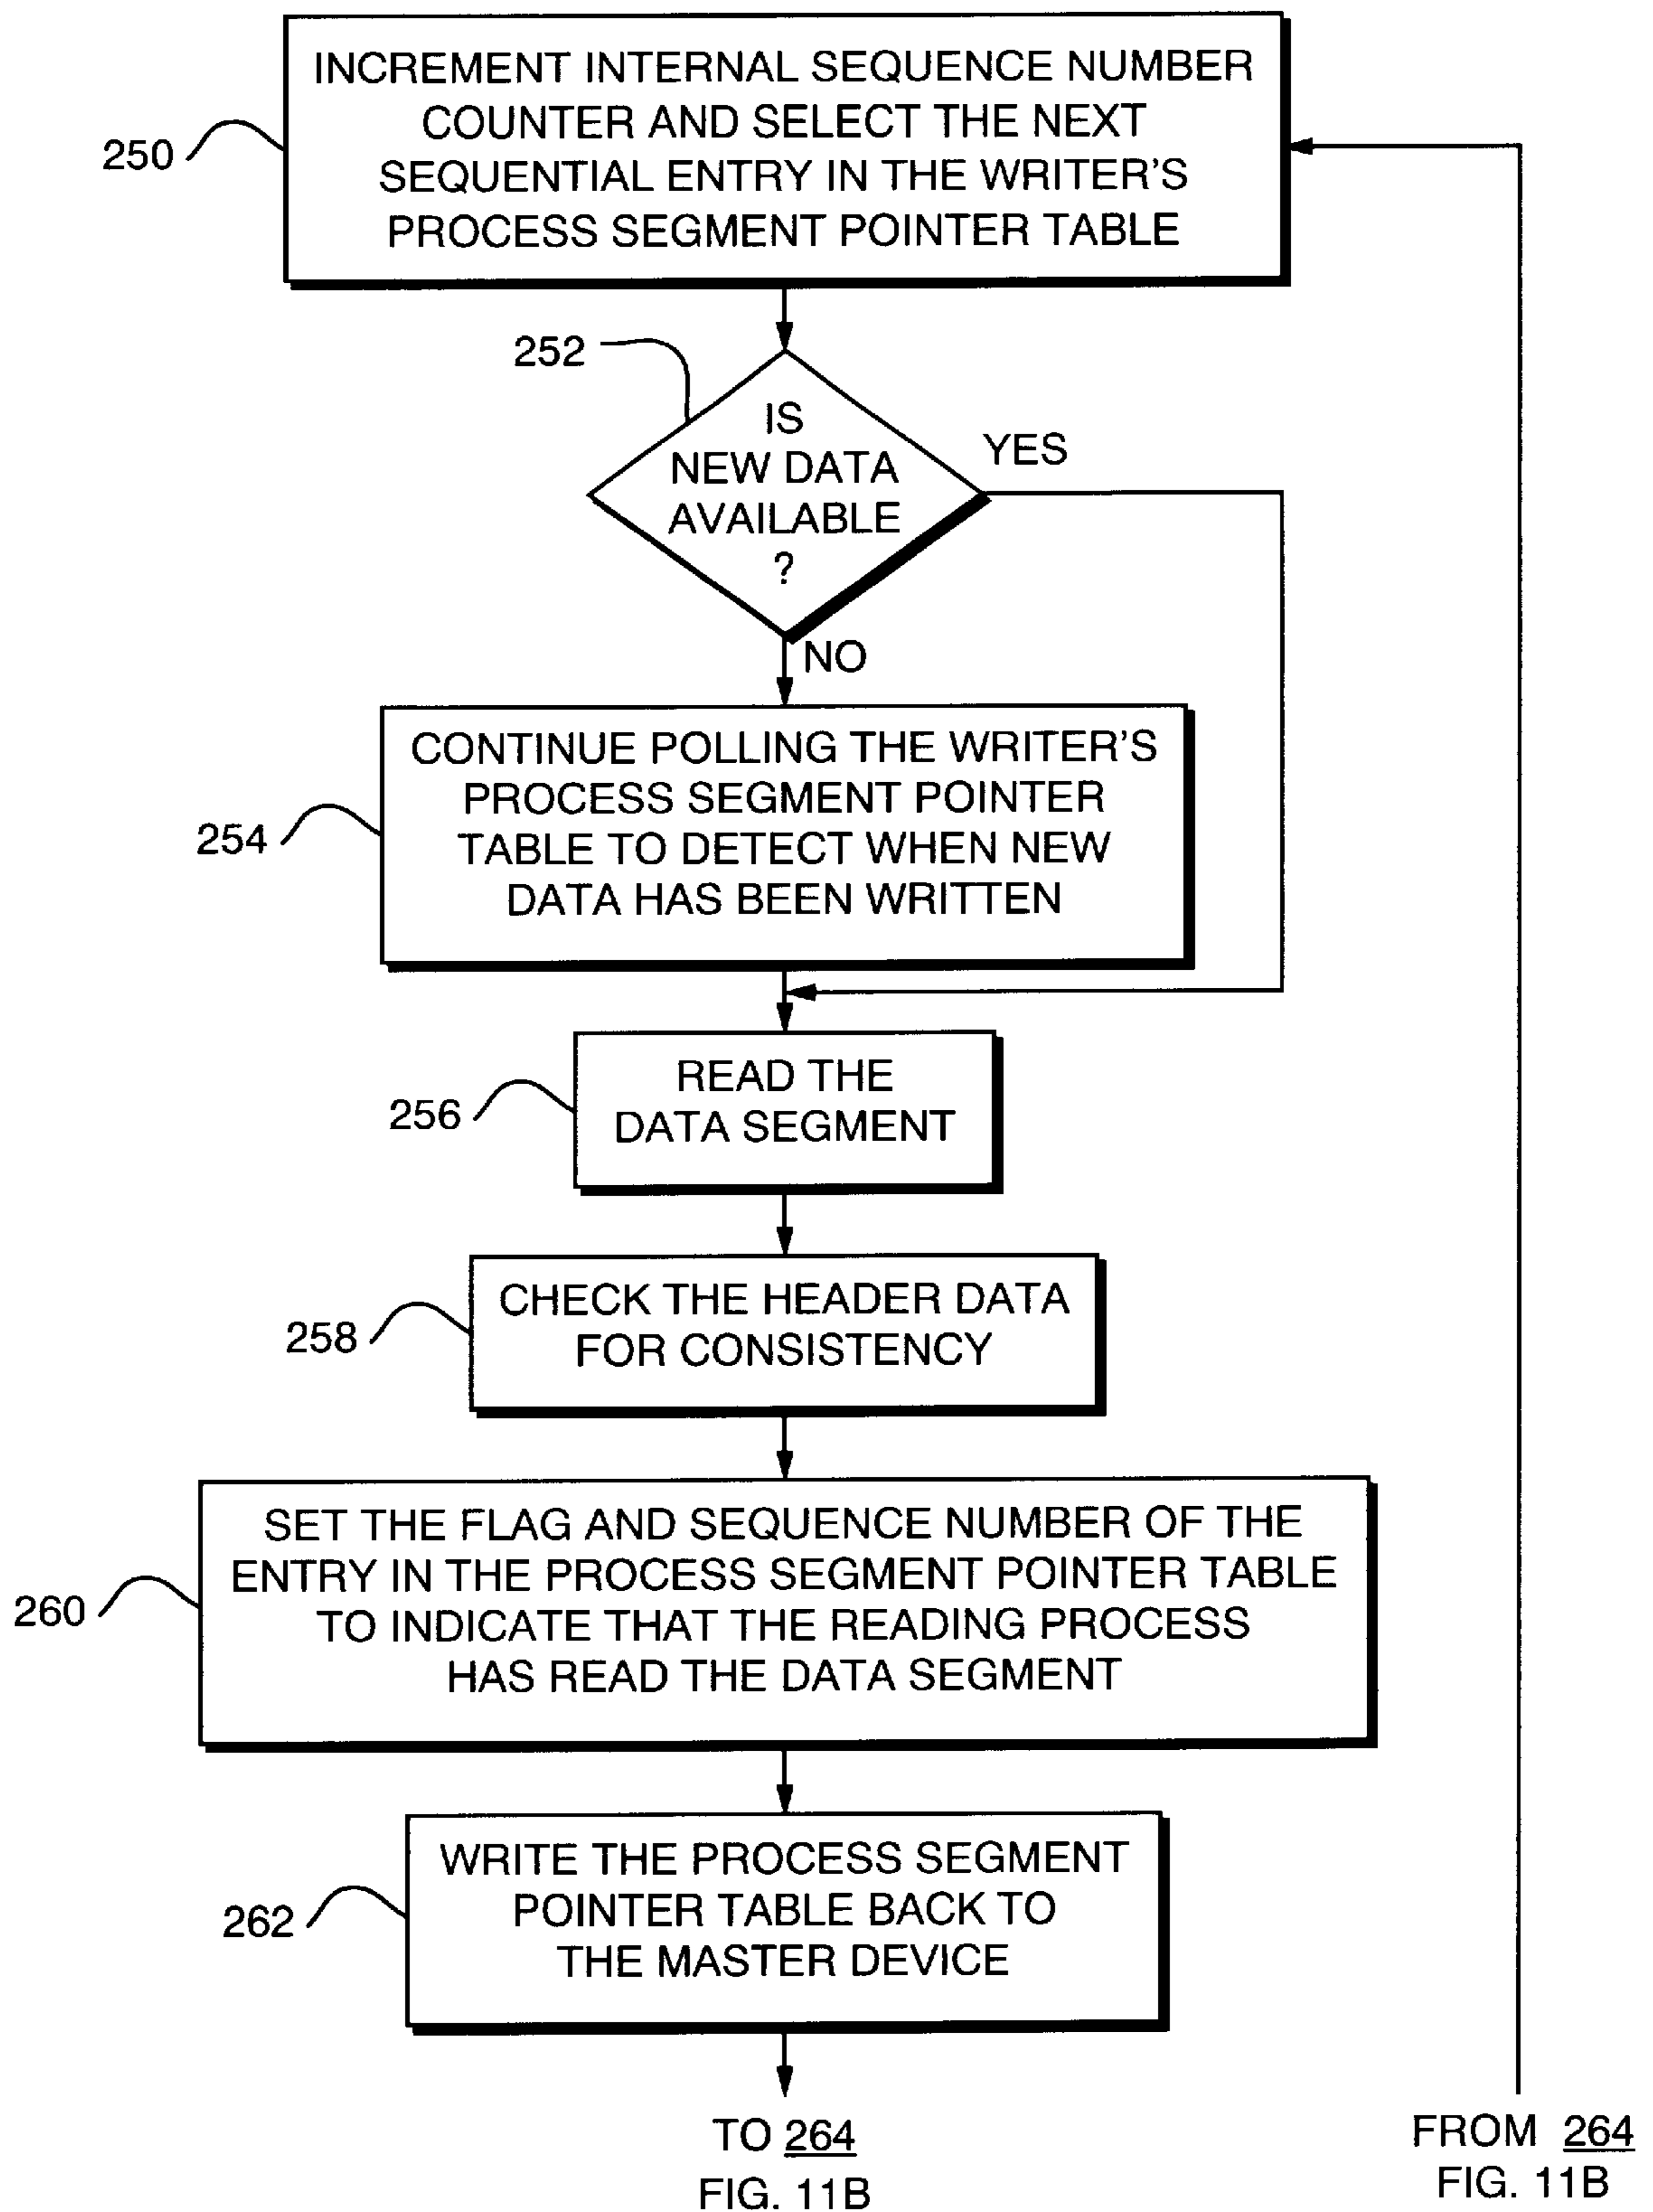 INCREMENT INTERNAL SEQUENCE NUMBER
COUNTER AND SELECT THE NEXT
SEQUENTIAL ENTRY IN THE WRITER'S
PROCESS SEGMENT POINTER TABLE
250
252
IS
NEW DATA
AVAILABLE
?
YES
NO
CONTINUE POLLING THE WRITER'S
PROCESS SEGMENT POINTER
TABLE TO DETECT WHEN NEW
DATA HAS BEEN WRITTEN
254
READ THE
DATA SEGMENT
256
CHECK THE HEADER DATA
FOR CONSISTENCY
258
SET THE FLAG AND SEQUENCE NUMBER OF THE
ENTRY IN THE PROCESS SEGMENT POINTER TABLE
TO INDICATE THAT THE READING PROCESS
HAS READ THE DATA SEGMENT
260
WRITE THE PROCESS SEGMENT
POINTER TABLE BACK TO
THE MASTER DEVICE
262
TO 264
FIG. 11B
FROM 264
FIG. 11B